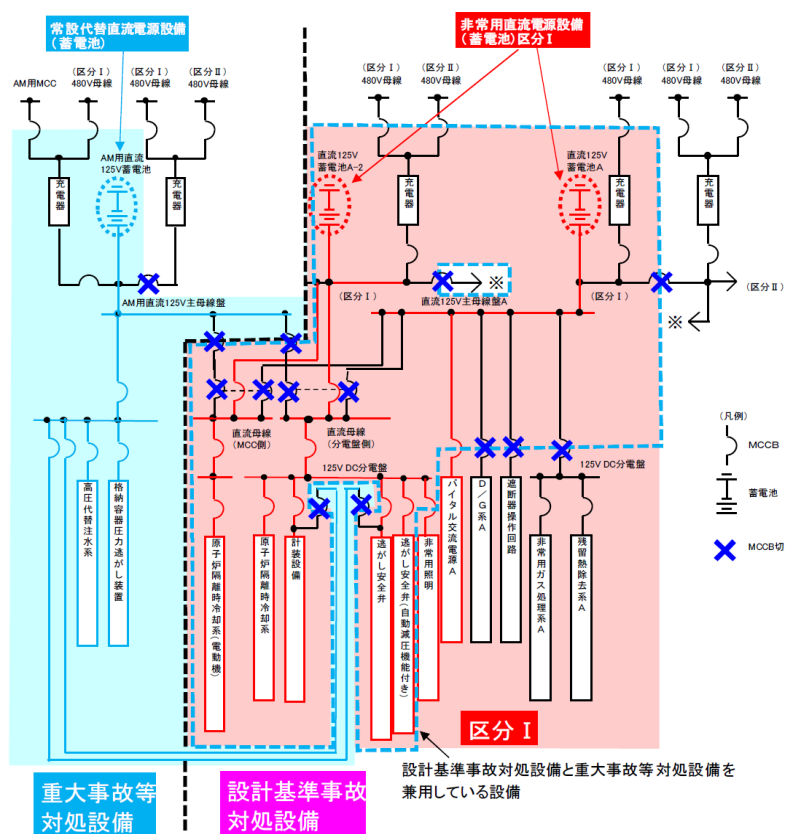 常設代替直流電源設備
(蓄電池)
非常用直流電源設備
(蓄電池)区分Ⅰ
AM用MCC
(区分Ⅰ)
480V母線
(区分Ⅰ)
480V母線
(区分Ⅱ)
480V母線
(区分Ⅰ)
480V母線
(区分Ⅱ)
480V母線
(区分Ⅰ)
480V母線
(区分Ⅰ)
480V母線
(区分Ⅱ)
480V母線
充電器
AM用直流
125V蓄電池
充電器
直流125V
蓄電池A-2
充電器
直流125V
蓄電池A
充電器
充電器
※
(区分Ⅱ)
AM用直流125V主母線盤
(区分Ⅰ)
直流125V主母線盤A
(区分Ⅰ)
※
直流母線
(MCC側)
直流母線
(分電盤側)
125V DC分電盤
125V DC分電盤
(凡例)
MCCB
蓄電池
MCCB切
高圧代替注水系
格納容器圧力逃がし装置
原子炉隔離時冷却系(電動機)
原子炉隔離時冷却系
計装設備
逃がし安全弁
逃がし安全弁(自動減圧機能付き)
非常用照明
バイタル交流電源A
D/G系A
遮断器操作回路
非常用ガス処理系A
残留熱除去系A
区分Ⅰ
設計基準事故対処設備と重大事故等対処設備を
兼用している設備
重大事故等
対処設備
設計基準事故
対処設備